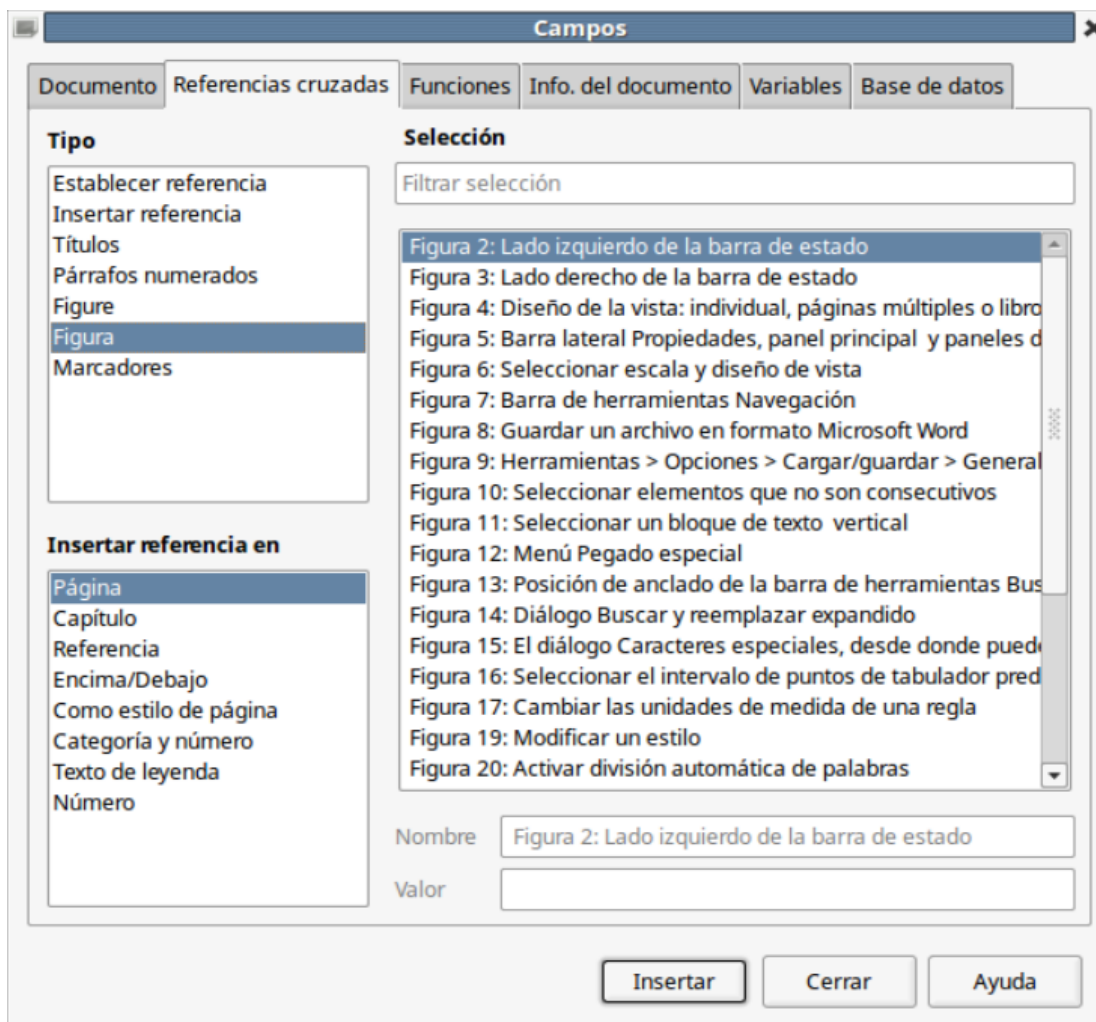 Campos
Documento Referencias cruzadas Funciones Info. del documento Variables Base de datos
Tipo
Establecer referencia
Insertar referencia
Títulos
Párrafos numerados
Figure
Figura
Marcadores
Insertar referencia en
Página
Capítulo
Referencia
Encima/Debajo
Como estilo de página
Categoría y número
Texto de leyenda
Número
Selección
Filtrar selección
Figura 2: Lado izquierdo de la barra de estado
Figura 3: Lado derecho de la barra de estado
Figura 4: Diseño de la vista: individual, páginas múltiples o libro
Figura 5: Barra lateral Propiedades, panel principal y paneles d
Figura 6: Seleccionar escala y diseño de vista
Figura 7: Barra de herramientas Navegación
Figura 8: Guardar un archivo en formato Microsoft Word
Figura 9: Herramientas > Opciones > Cargar/guardar > General
Figura 10: Seleccionar elementos que no son consecutivos
Figura 11: Seleccionar un bloque de texto vertical
Figura 12: Menú Pegado especial
Figura 13: Posición de anclado de la barra de herramientas Bus
Figura 14: Diálogo Buscar y reemplazar expandido
Figura 15: El diálogo Caracteres especiales, desde donde puede
Figura 16: Seleccionar el intervalo de puntos de tabulador pred
Figura 17: Cambiar las unidades de medida de una regla
Figura 19: Modificar un estilo
Figura 20: Activar división automática de palabras
Nombre Figura 2: Lado izquierdo de la barra de estado
Valor
Insertar Cerrar Ayuda